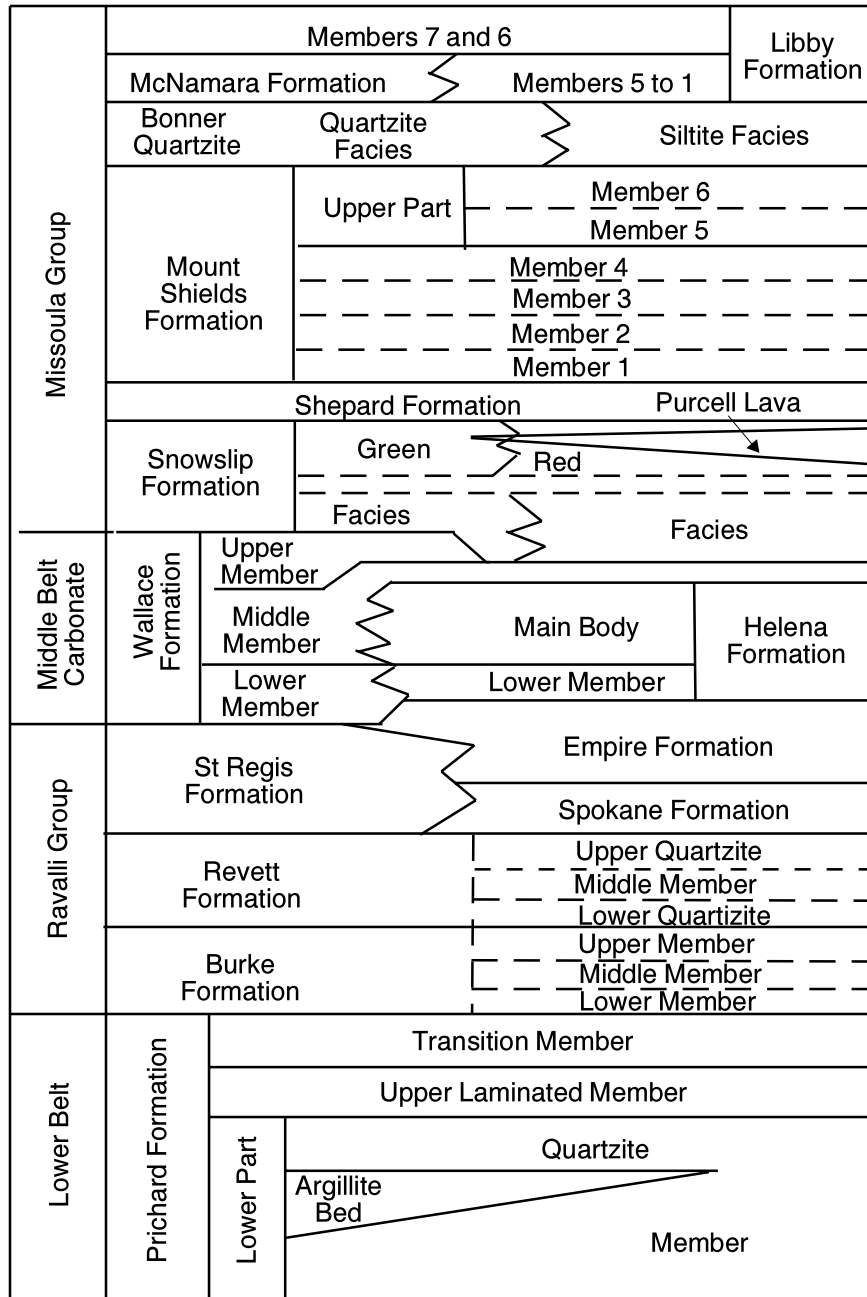 Members 7 and 6
Libby
Formation
McNamara Formation
Members 5 to 1
Bonner
Quartzite
Quartzite
Facies
Siltite Facies
Missoula Group
Mount
Shields
Formation
Upper Part
Member 6
Member 5
Member 4
Member 3
Member 2
Member 1
Shepard Formation
Purcell Lava
Snowslip
Formation
Green
Red
Facies
Facies
Middle Belt
Carbonate
Wallace
Formation
Upper
Member
Middle
Member
Lower
Member
Main Body
Lower Member
Helena
Formation
Ravalli Group
St Regis
Formation
Empire Formation
Spokane Formation
Revett
Formation
Upper Quartzite
Middle Member
Lower Quartizite
Burke
Formation
Upper Member
Middle Member
Lower Member
Lower Belt
Prichard Formation
Transition Member
Upper Laminated Member
Lower Part
Quartzite
Argillite
Bed
Member